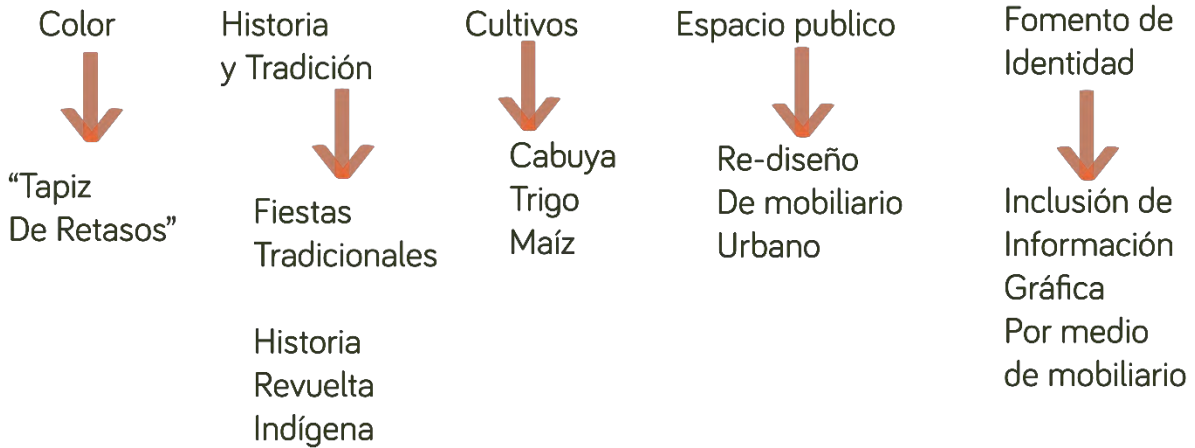 Color
“Tapiz
De Retasos”
Historia
y Tradición
Fiestas
Tradicionales
Historia
Revuelta
Indígena
Cultivos
Cabuya
Trigo
Maíz
Espacio publico
Re-diseño
De mobiliario
Urbano
Fomento de
Identidad
Inclusión de
Información
Gráfica
Por medio
de mobiliario